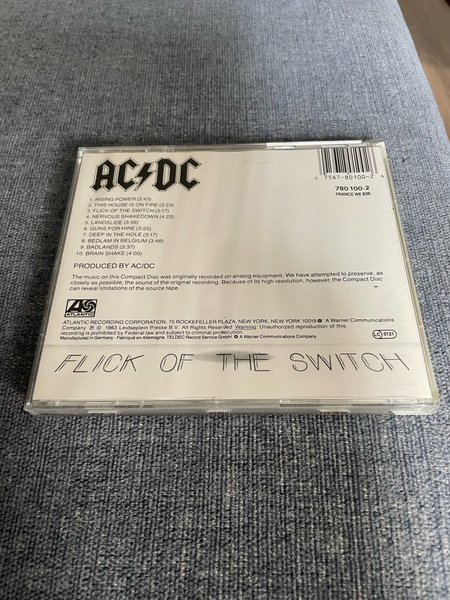 AC⚡DC
0 7567-80100-2 6
780 100-2
FRANCE WE 835
1. RISING POWER (3:43)
2. THIS HOUSE IS ON FIRE (3:23)
3. FLICK OF THE SWITCH (3:17)
4. NERVOUS SHAKEDOWN (4:22)
5. LANDSLIDE (3:56)
6. GUNS FOR HIRE (3:25)
7. DEEP IN THE HOLE (3:17)
8. BEDLAM IN BELGIUM (3:48)
9. BADLANDS (3:37)
10. BRAIN SHAKE (4:00)
PRODUCED BY AC/DC
The music on this Compact Disc was originally recorded on analog equipment. We have attempted to preserve, as
closely as possible, the sound of the original recording. Because of its high resolution, however, the Compact Disc
can reveal limitations of the source tape.
ATLANTIC
ATLANTIC RECORDING CORPORATION, 75 ROCKEFELLER PLAZA, NEW YORK, NEW YORK 10019 A Warner Communications
Company ℗ © 1983 Leidseplein Presse B.V. All Rights Reserved. Warning: Unauthorized reproduction of this
recording is prohibited by Federal law and subject to criminal prosecution.
Manufactured in Germany · Fabriqué en Allemagne. TELDEC Record Service GmbH A Warner Communications Company
LC 0121
FLICK OF THE SWITCH